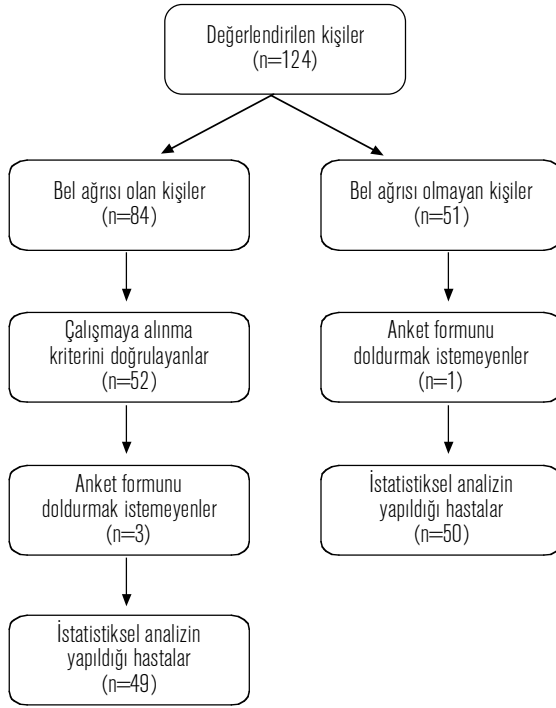 Değerlendirilen kişiler
(n=124)
Bel ağrısı olan kişiler
(n=84)
Bel ağrısı olmayan kişiler
(n=51)
Çalışmaya alınma
kriterini doğrulayanlar
(n=52)
Anket formunu
doldurmak istemeyenler
(n=1)
Anket formunu
doldurmak istemeyenler
(n=3)
İstatistiksel analizin
yapıldığı hastalar
(n=50)
İstatistiksel analizin
yapıldığı hastalar
(n=49)